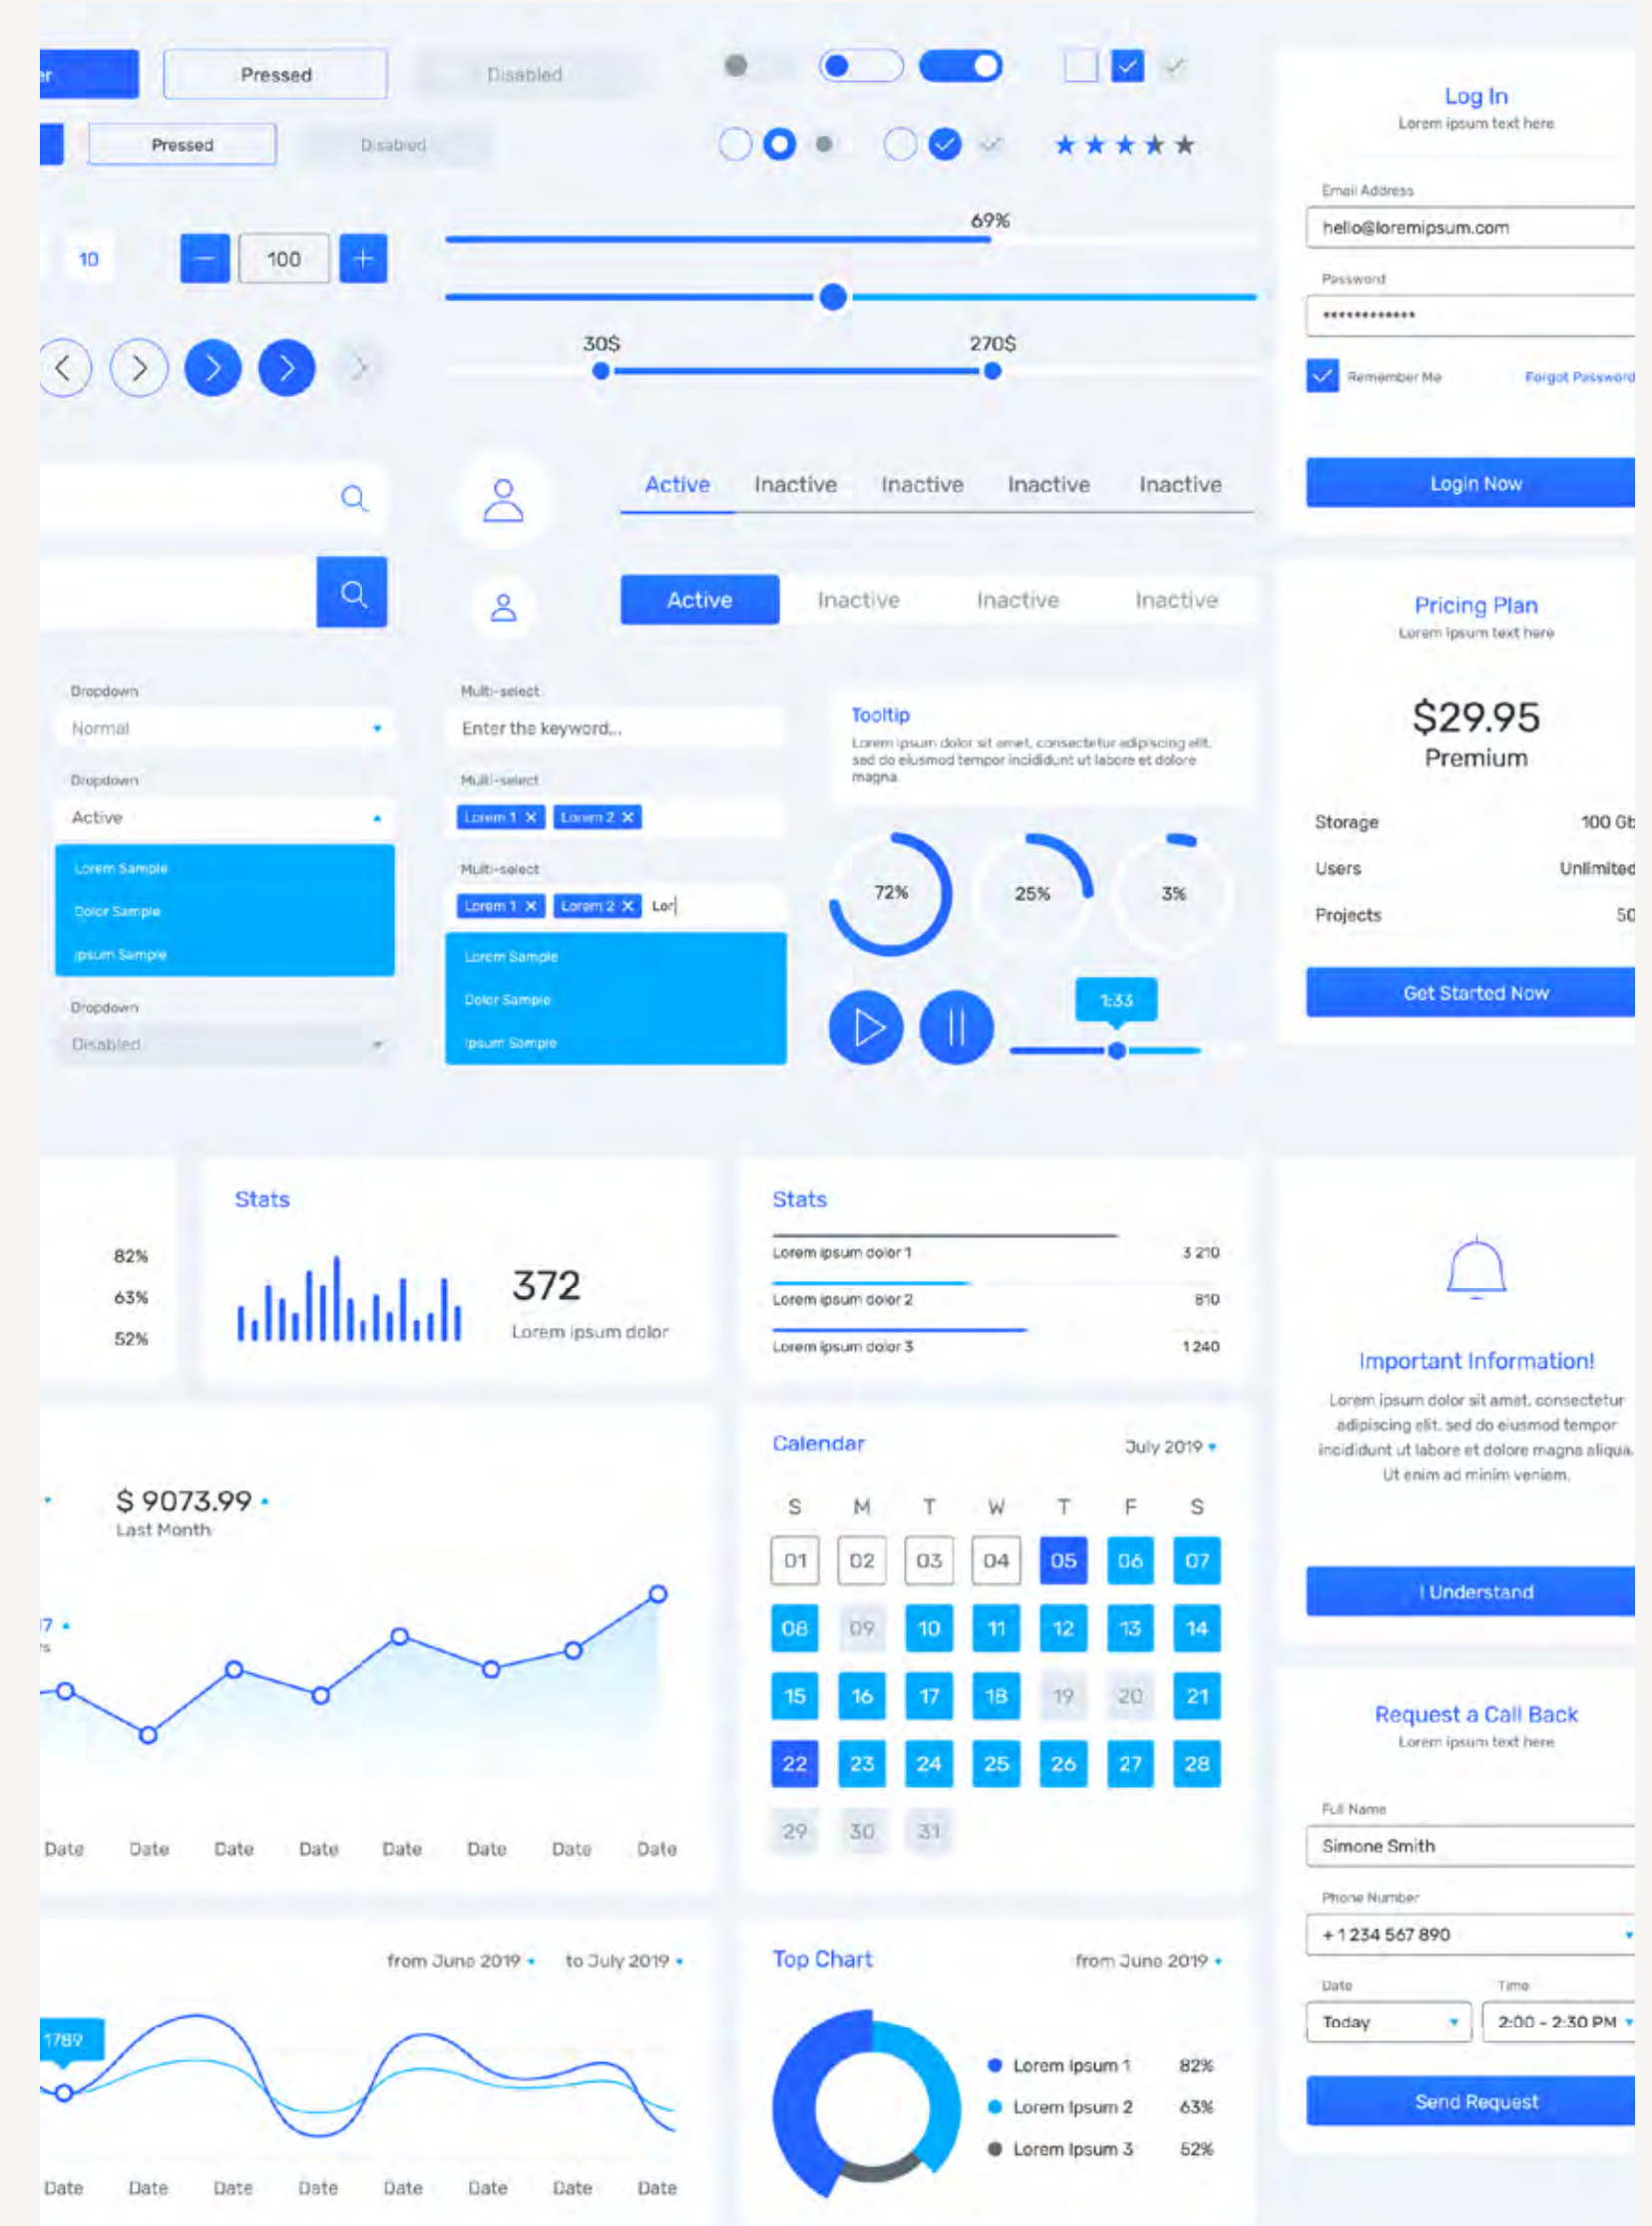 er
Pressed
Disabled
Pressed
Disabled
10
100
69%
30$
270$
Active Inactive Inactive Inactive Inactive
Active Inactive Inactive Inactive
Dropdown
Normal
Dropdown
Active
Lorem Sample
Dolor Sample
Ipsum Sample
Dropdown
Disabled
Multi-select
Enter the keyword...
Multi-select
Lorem 1 Lorem 2
Multi-select
Lorem 1 Lorem 2 Lor
Lorem Sample
Dolor Sample
Ipsum Sample
Tooltip
Lorem ipsum dolor sit amet, consectetur adipiscing elit,
sed do eiusmod tempor incididunt ut labore et dolore
magna.
72%
25%
3%
1:33
Log In
Lorem ipsum text here
Email Address
hello@loremipsum.com
Password
************
Remember Me
Forgot Password
Login Now
Pricing Plan
Lorem ipsum text here
$29.95
Premium
Storage 100 Gb
Users Unlimited
Projects 50
Get Started Now
82%
63%
52%
Stats
372
Lorem ipsum dolor
Stats
Lorem ipsum dolor 1 3 210
Lorem ipsum dolor 2 810
Lorem ipsum dolor 3 1 240
Important Information!
Lorem ipsum dolor sit amet, consectetur
adipiscing elit, sed do eiusmod tempor
incididunt ut labore et dolore magna aliqua.
Ut enim ad minim veniam.
I Understand
$ 9073.99
Last Month
17
rs
Date Date Date Date Date Date Date Date
Calendar
July 2019
S M T W T F S
01 02 03 04 05 06 07
08 09 10 11 12 13 14
15 16 17 18 19 20 21
22 23 24 25 26 27 28
29 30 31
Request a Call Back
Lorem ipsum text here
Full Name
Simone Smith
Phone Number
+ 1 234 567 890
Date
Today
Time
2:00 - 2:30 PM
Send Request
from June 2019 to July 2019
1789
Date Date Date Date Date Date Date Date
Top Chart
from June 2019
Lorem Ipsum 1 82%
Lorem Ipsum 2 63%
Lorem Ipsum 3 52%